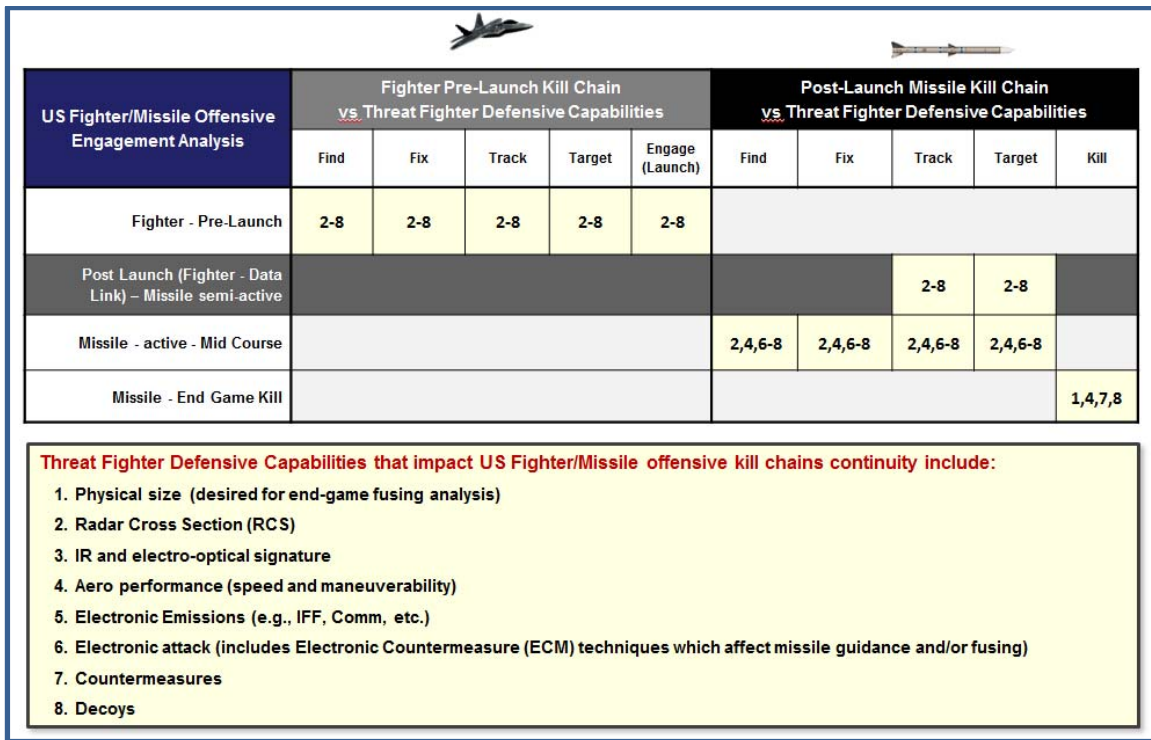 US Fighter/Missile Offensive
Engagement Analysis
Fighter Pre-Launch Kill Chain
vs Threat Fighter Defensive Capabilities
Post-Launch Missile Kill Chain
vs Threat Fighter Defensive Capabilities
Find
Fix
Track
Target
Engage
(Launch)
Find
Fix
Track
Target
Kill
Fighter - Pre-Launch
2-8
2-8
2-8
2-8
2-8
Post Launch (Fighter - Data
Link) – Missile semi-active
2-8
2-8
Missile - active - Mid Course
2,4,6-8
2,4,6-8
2,4,6-8
2,4,6-8
Missile - End Game Kill
1,4,7,8
Threat Fighter Defensive Capabilities that impact US Fighter/Missile offensive kill chains continuity include:
1. Physical size (desired for end-game fusing analysis)
2. Radar Cross Section (RCS)
3. IR and electro-optical signature
4. Aero performance (speed and maneuverability)
5. Electronic Emissions (e.g., IFF, Comm, etc.)
6. Electronic attack (includes Electronic Countermeasure (ECM) techniques which affect missile guidance and/or fusing)
7. Countermeasures
8. Decoys